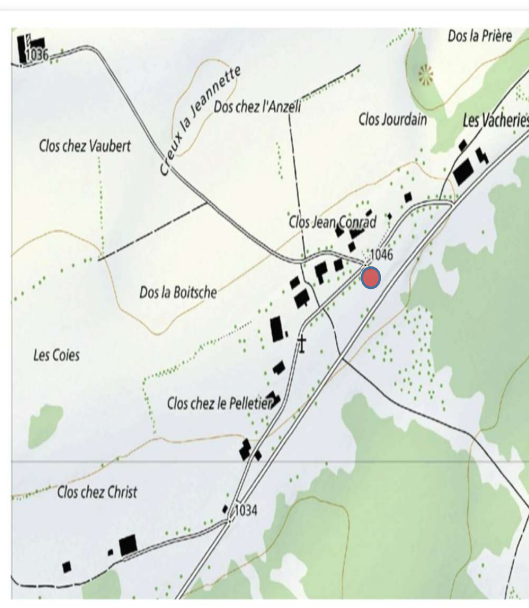 Dos la Prière
1036
Creux la Jeannette
Dos chez l'Anzeli
Clos Jourdain
Les Vacheries
Clos chez Vaubert
Clos Jean Conrad
1046
Dos la Boitsche
Les Coies
Clos chez le Pelletier
Clos chez Christ
1034